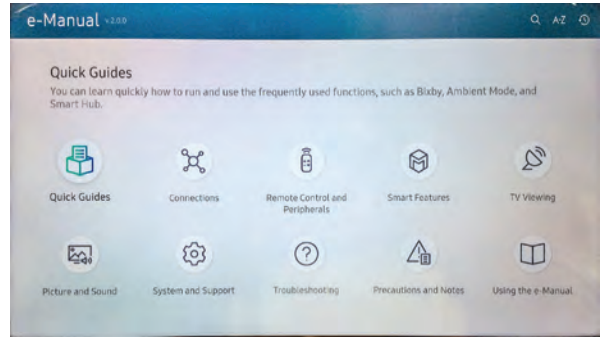 e-Manual v2.0.0
A-Z
Quick Guides
You can learn quickly how to run and use the frequently used functions, such as Bixby, Ambient Mode, and
Smart Hub.
Quick Guides
Connections
Remote Control and
Peripherals
Smart Features
TV Viewing
Picture and Sound
System and Support
Troubleshooting
Precautions and Notes
Using the e-Manual